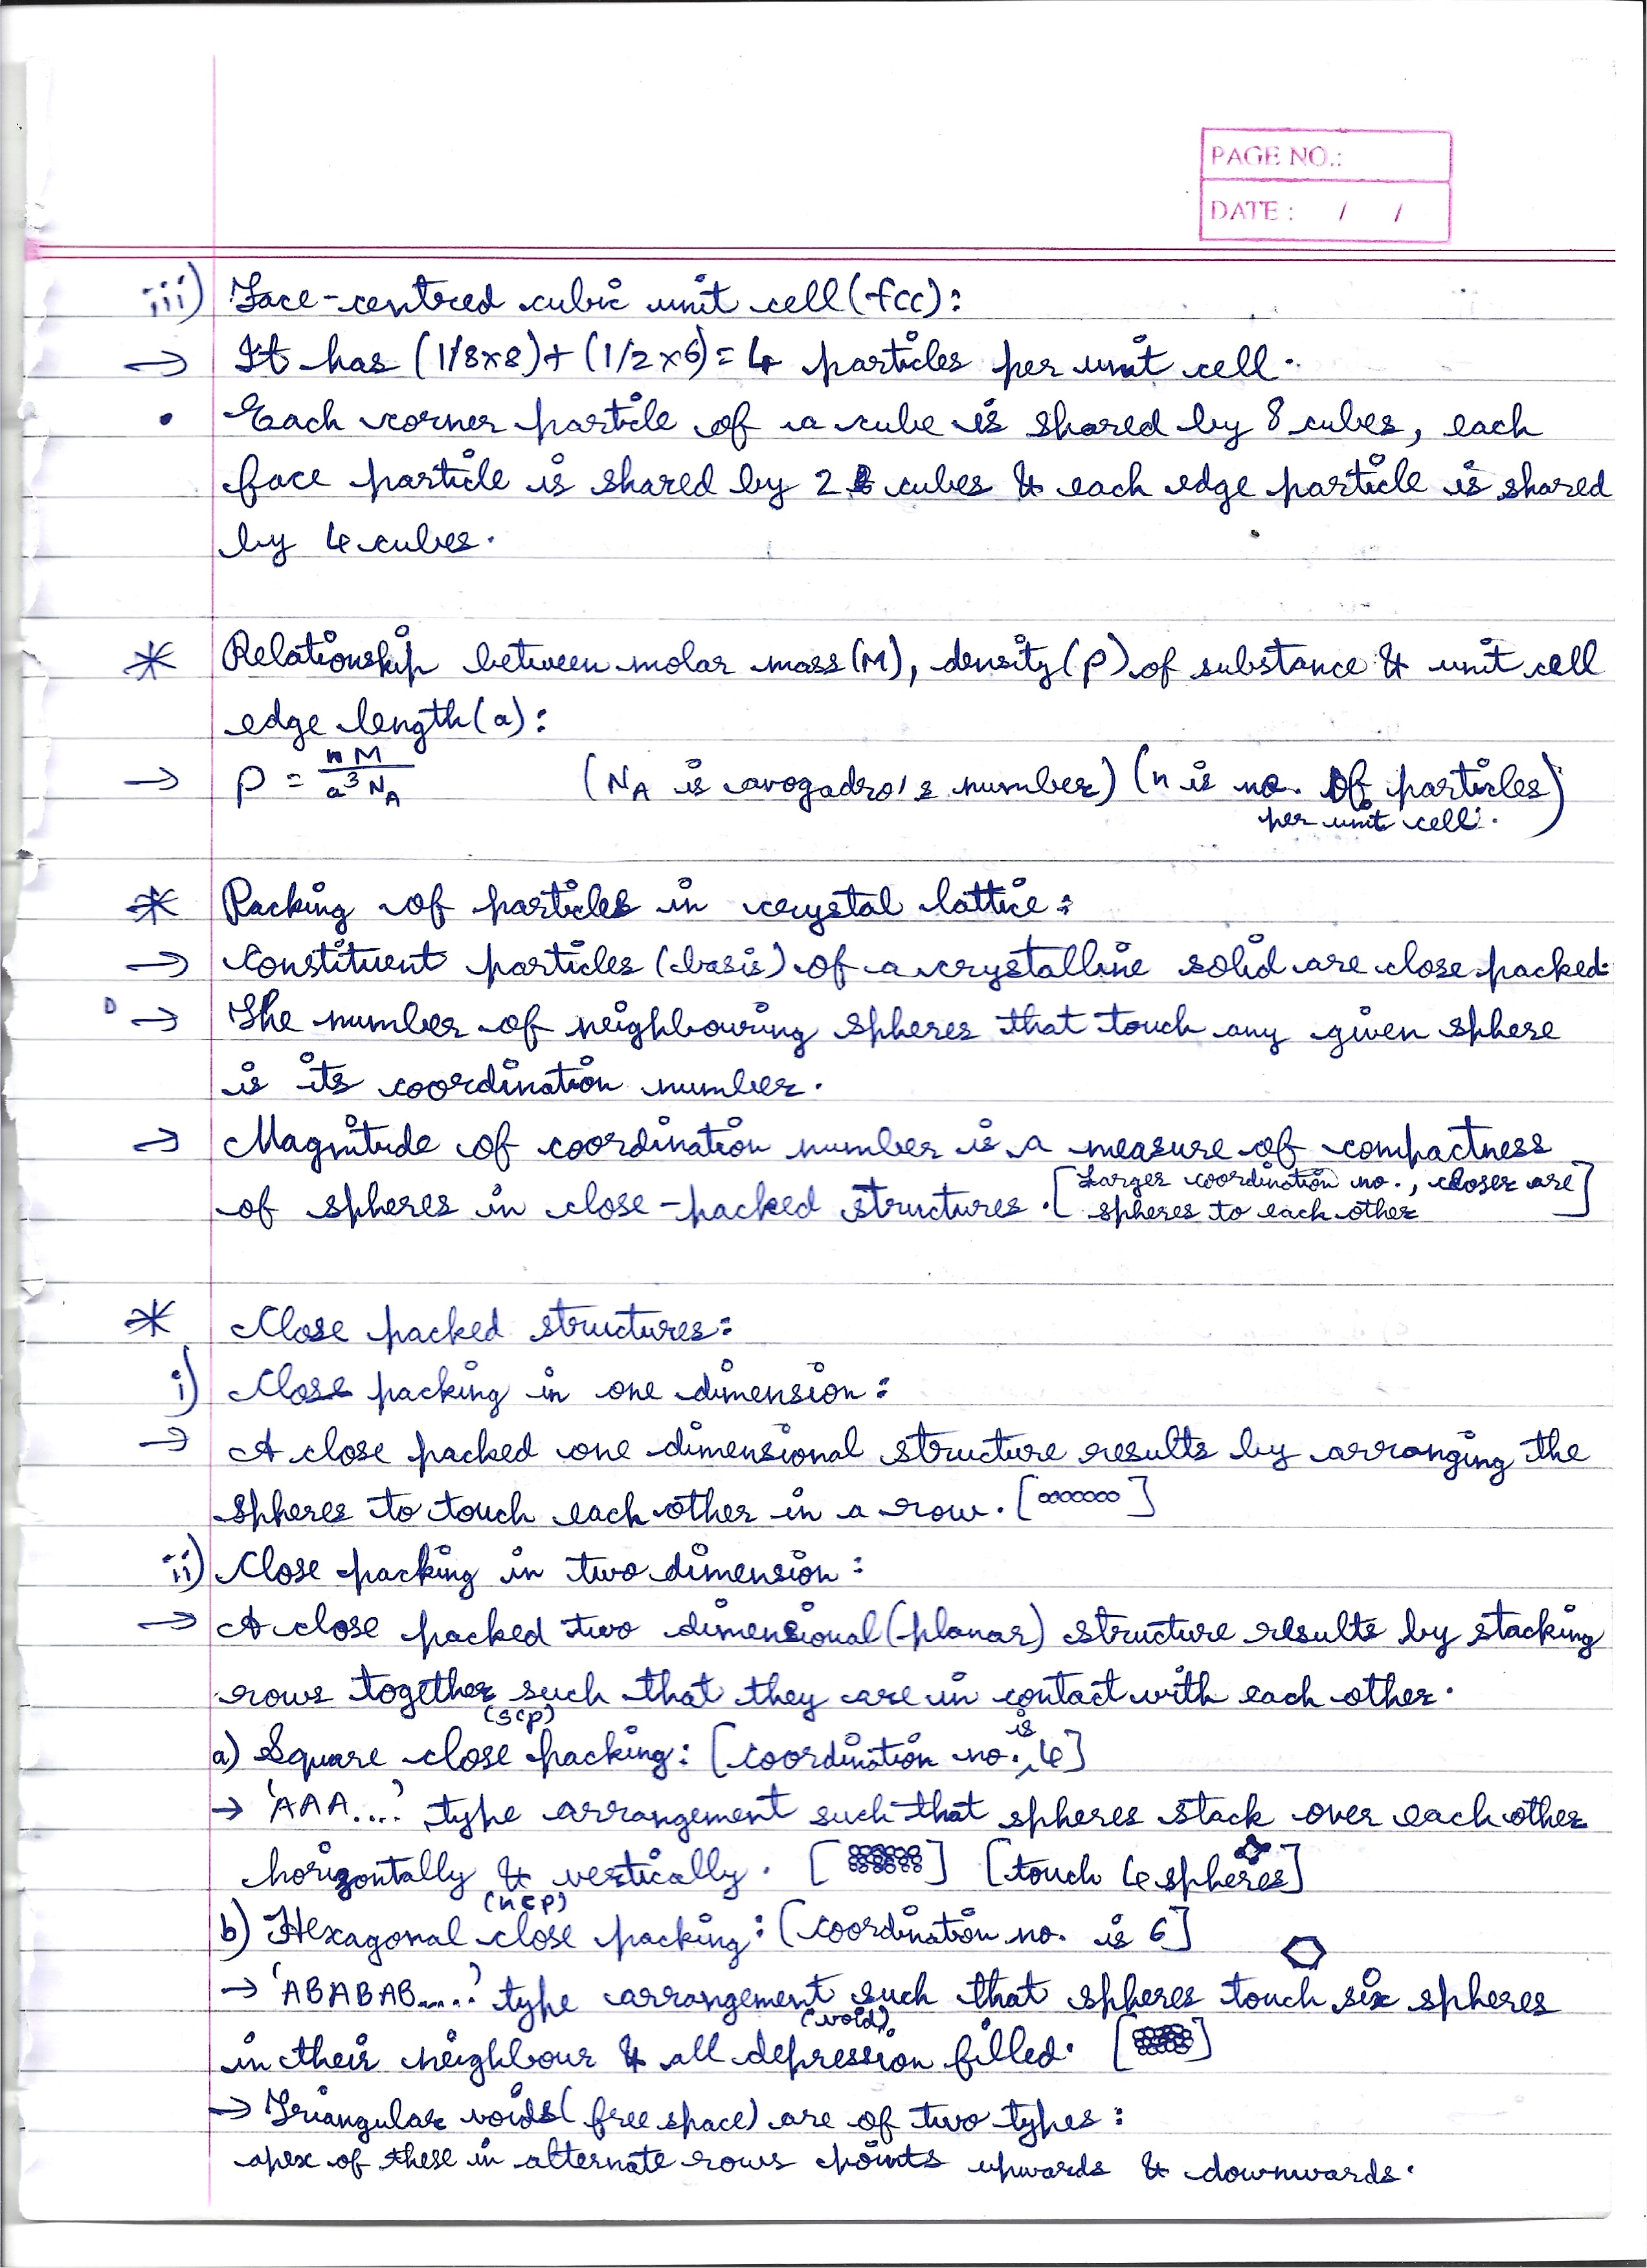 PAGE NO.:
DATE : / /
iii) Face-centred cubic unit cell (fcc):
→ It has (1/8×8)+(1/2×6)=4 particles per unit cell.
• Each corner particle of a cube is shared by 8 cubes, each
face particle is shared by 2 cubes & each edge particle is shared
by 4 cubes.
* Relationship between molar mass (M), density (ρ) of substance & unit cell
edge length (a):
→ ρ = nM / a³ N_A (N_A is avogadro's number) (n is no. of particles
per unit cell.)
* Packing of particles in crystal lattice:
→ Constituent particles (basis) of a crystalline solid are close packed.
→ The number of neighbouring spheres that touch any given sphere
is its coordination number.
→ Magnitude of coordination number is a measure of compactness
of spheres in close-packed structures. [Larger coordination no., closer are
spheres to each other]
* Close packed structures:
i) Close packing in one dimension:
→ A close packed one dimensional structure results by arranging the
spheres to touch each other in a row. [ ]
ii) Close packing in two dimension:
→ A close packed two dimensional (planar) structure results by stacking
rows together such that they are in contact with each other.
(scp)
a) Square close packing: [coordination no. is 4]
→ 'AAA....' type arrangement such that spheres stack over each other
horizontally & vertically. [ ] [touch 4 spheres]
(hcp)
b) Hexagonal close packing: [coordination no. is 6]
→ 'ABABAB.....' type arrangement such that spheres touch six spheres
in their neighbour & all depression (void) filled. [ ]
→ Triangular voids (free space) are of two types:
apex of these in alternate rows points upwards & downwards.